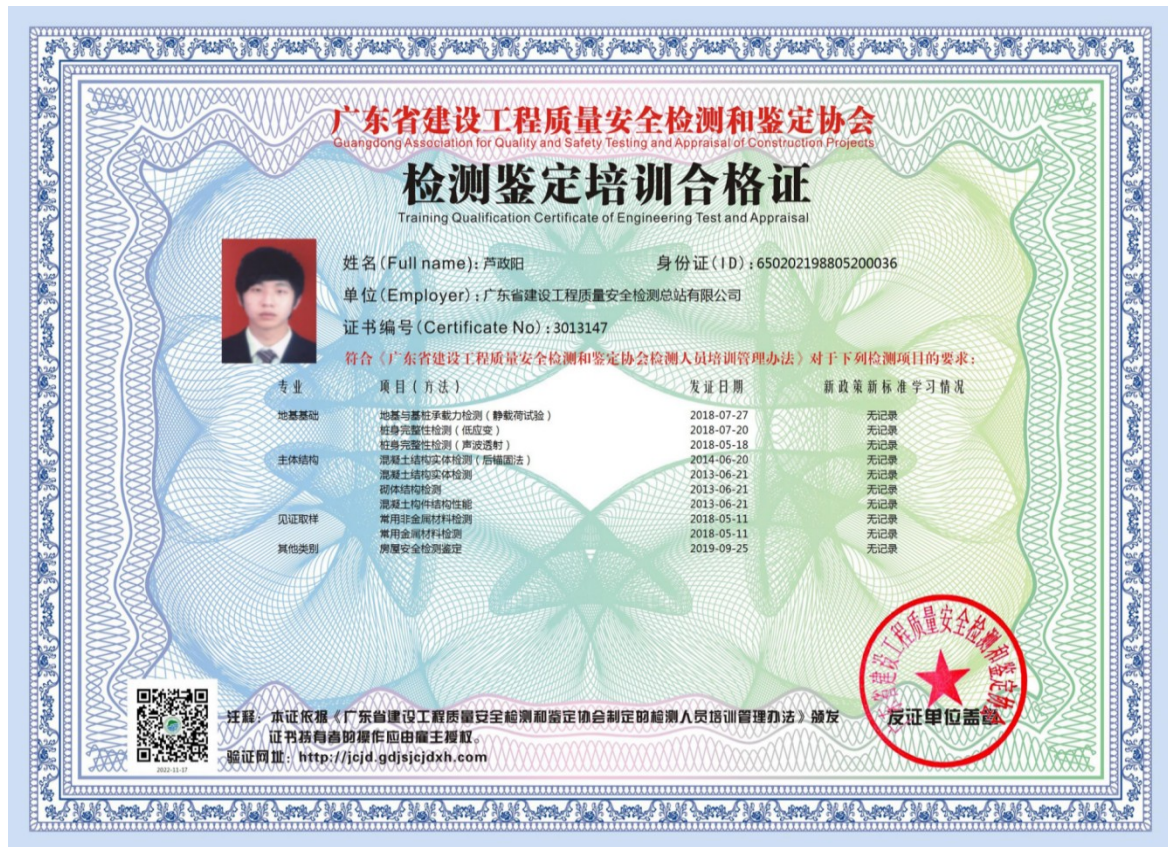 广东省建设工程质量安全检测和鉴定协会
Guangdong Association for Quality and Safety Testing and Appraisal of Construction Projects
检测鉴定培训合格证
Training Qualification Certificate of Engineering Test and Appraisal
姓名(Full name): 芦政阳 身份证(ID): 650202198805200036
单位(Employer): 广东省建设工程质量安全检测总站有限公司
证书编号(Certificate No): 3013147
符合《广东省建设工程质量安全检测和鉴定协会检测人员培训管理办法》对于下列检测项目的要求:
专业 项目(方法) 发证日期 新政策新标准学习情况
地基基础 地基与基桩承载力检测(静载荷试验) 2018-07-27 无记录
桩身完整性检测(低应变) 2018-07-20 无记录
桩身完整性检测(声波透射) 2018-05-18 无记录
主体结构 混凝土结构实体检测(后锚固法) 2014-06-20 无记录
混凝土结构实体检测 2013-06-21 无记录
砌体结构检测 2013-06-21 无记录
混凝土构件结构性能 2013-06-21 无记录
见证取样 常用非金属材料检测 2018-05-11 无记录
常用金属材料检测 2018-05-11 无记录
其他类别 房屋安全检测鉴定 2019-09-25 无记录
广东省建设工程质量安全检测和鉴定协会
发证单位盖章
注释: 本证依据《广东省建设工程质量安全检测和鉴定协会制定的检测人员培训管理办法》颁发
证书持有者的操作应由雇主授权。
验证网址: http://jcjd.gdjsjcjdxh.com
2022-11-17